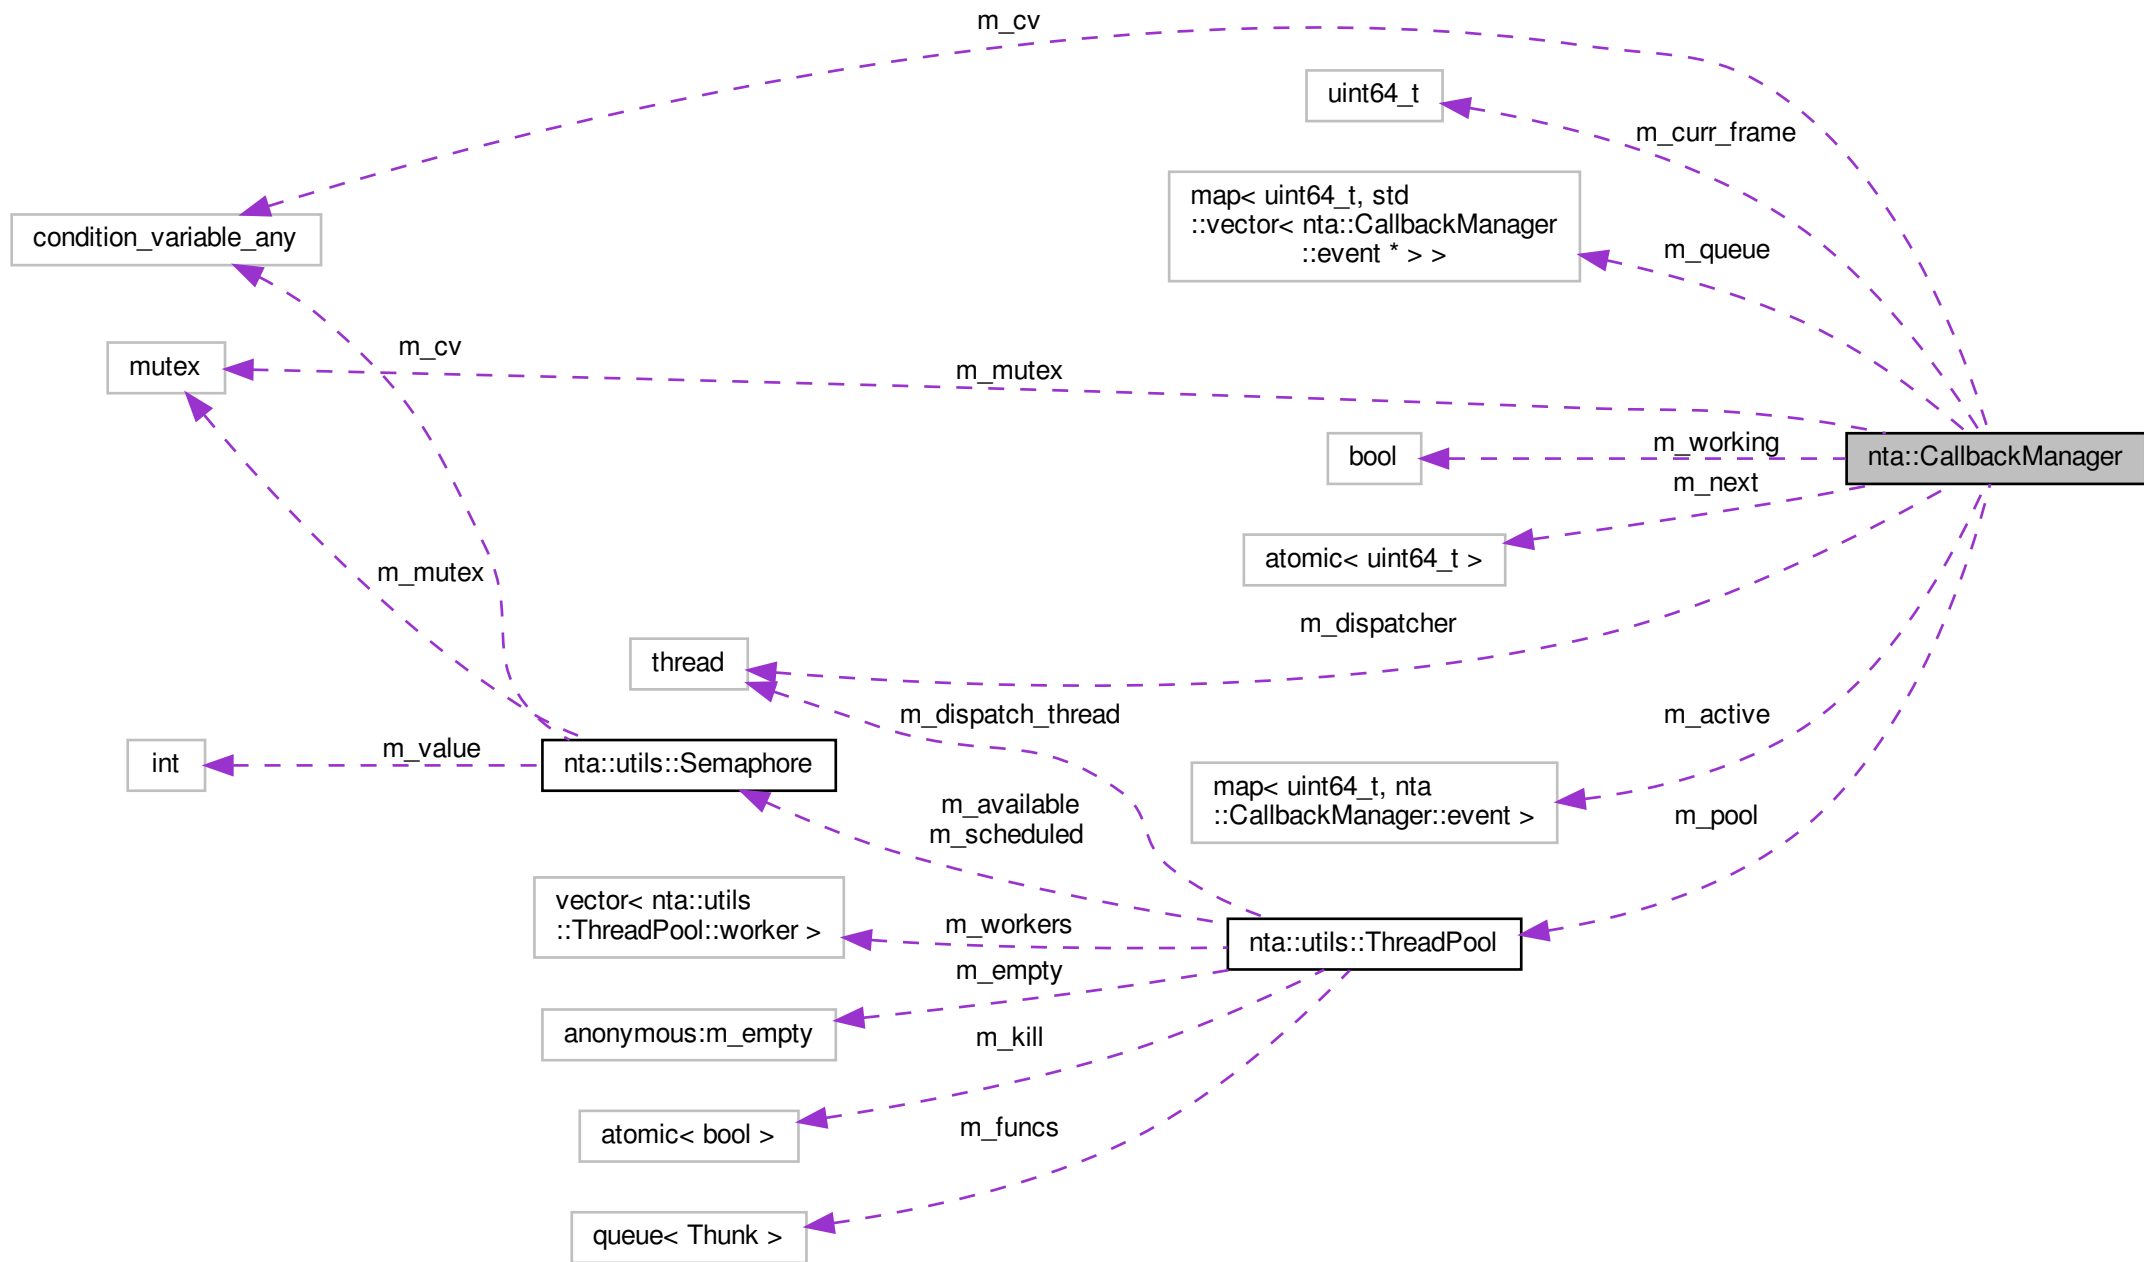 m_cv
uint64_t
m_curr_frame
map< uint64_t, std
::vector< nta::CallbackManager
::event * > >
m_queue
condition_variable_any
m_cv
mutex
m_mutex
bool
m_working
nta::CallbackManager
m_next
atomic< uint64_t >
m_mutex
m_dispatcher
thread
m_dispatch_thread
m_active
int
m_value
nta::utils::Semaphore
map< uint64_t, nta
::CallbackManager::event >
m_available
m_scheduled
m_pool
vector< nta::utils
::ThreadPool::worker >
m_workers
nta::utils::ThreadPool
m_empty
anonymous:m_empty
m_kill
atomic< bool >
m_funcs
queue< Thunk >